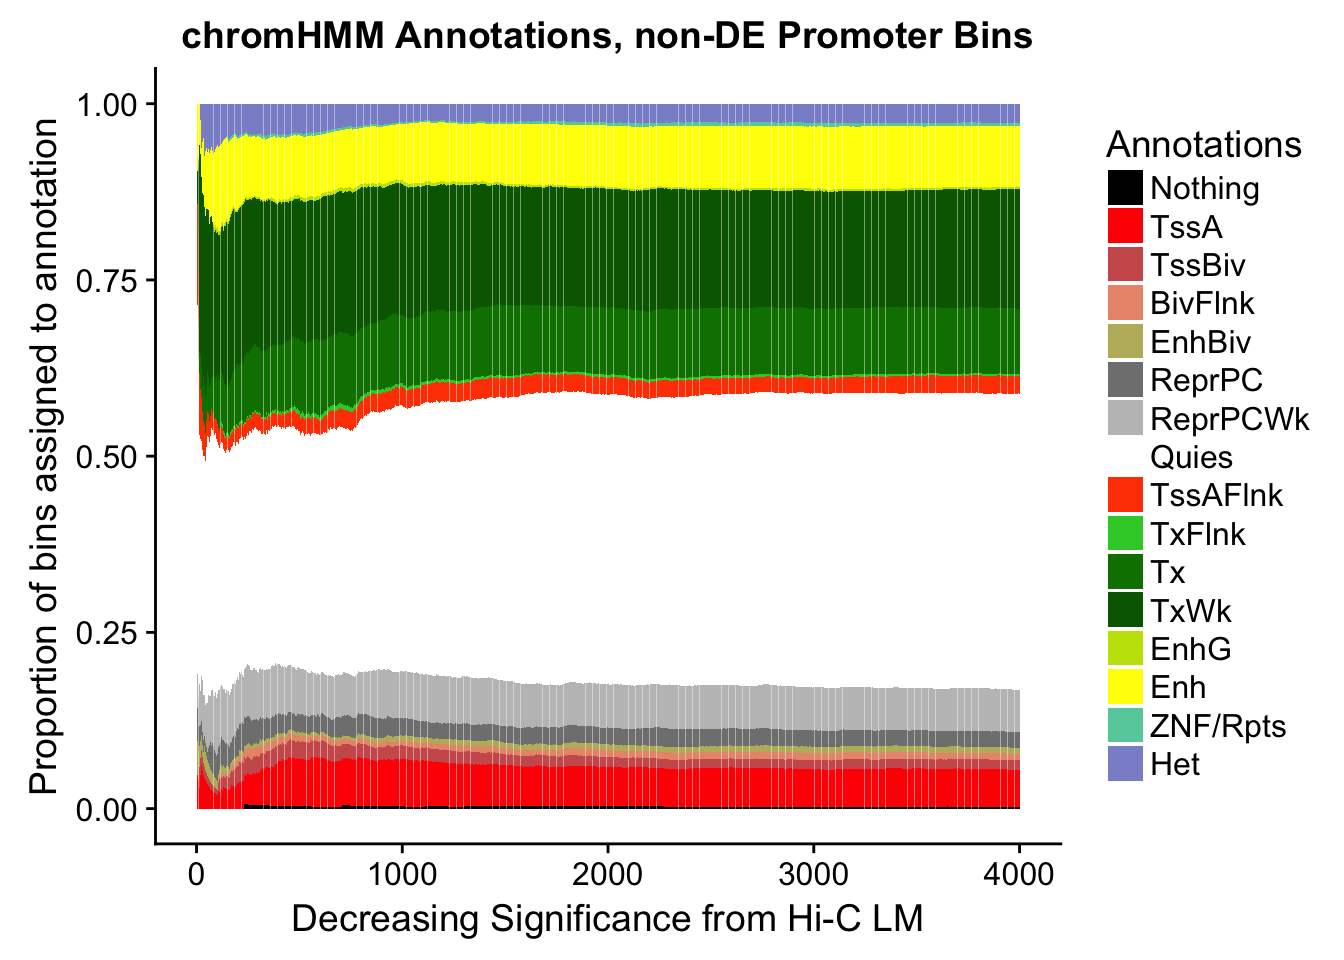 chromHMM Annotations, non-DE Promoter Bins
Proportion of bins assigned to annotation
1.00
0.75
0.50
0.25
0.00
0
1000
2000
3000
4000
Decreasing Significance from Hi-C LM
Annotations
Nothing
TssA
TssBiv
BivFlnk
EnhBiv
ReprPC
ReprPCWk
Quies
TssAFlnk
TxFlnk
Tx
TxWk
EnhG
Enh
ZNF/Rpts
Het